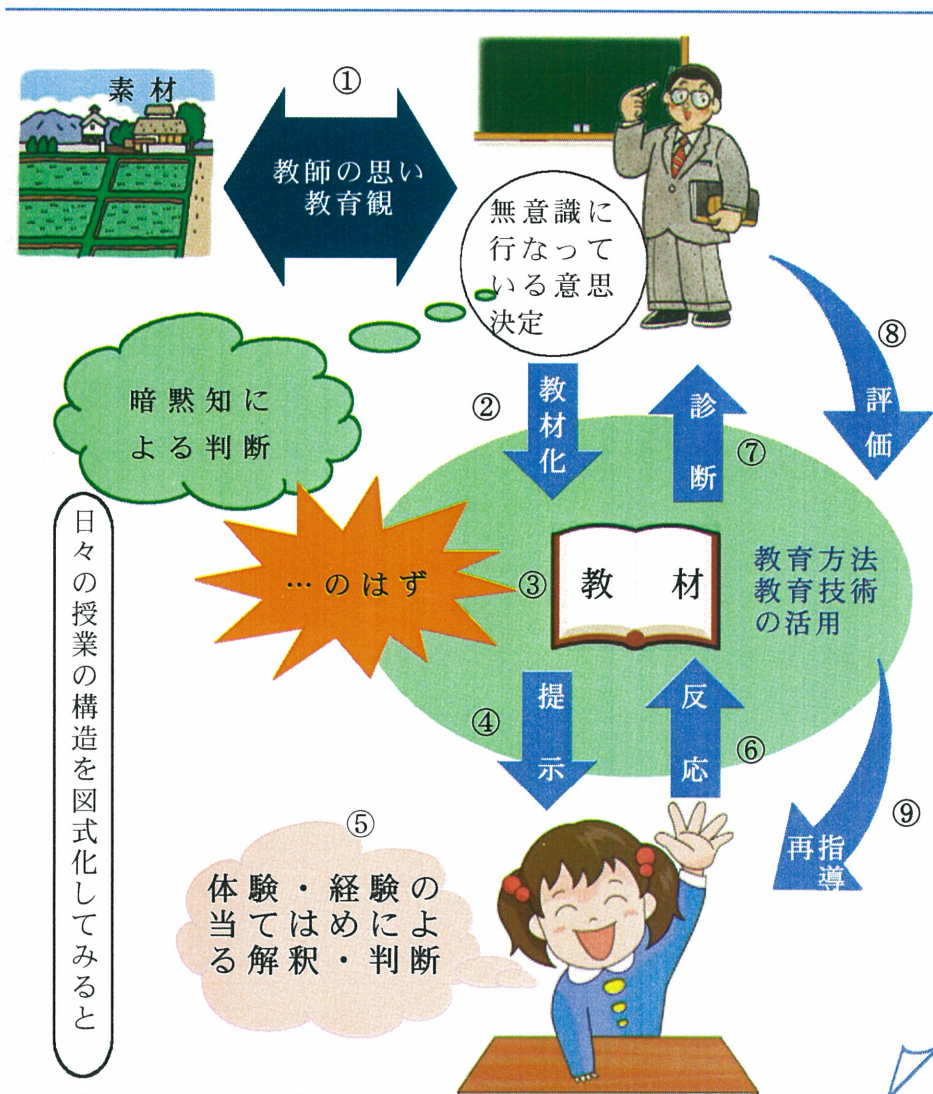 素材
①
教師の思い
教育観
無意識に
行なって
いる意思
決定
暗黙知に
よる判断
②
教材化
診断
⑦
⑧
評価
…のはず
③
教材
教育方法
教育技術
の活用
④
提示
反応
⑥
⑨
再指導
⑤
体験・経験の
当てはめによ
る解釈・判断
日々の授業の構造を図式化してみると